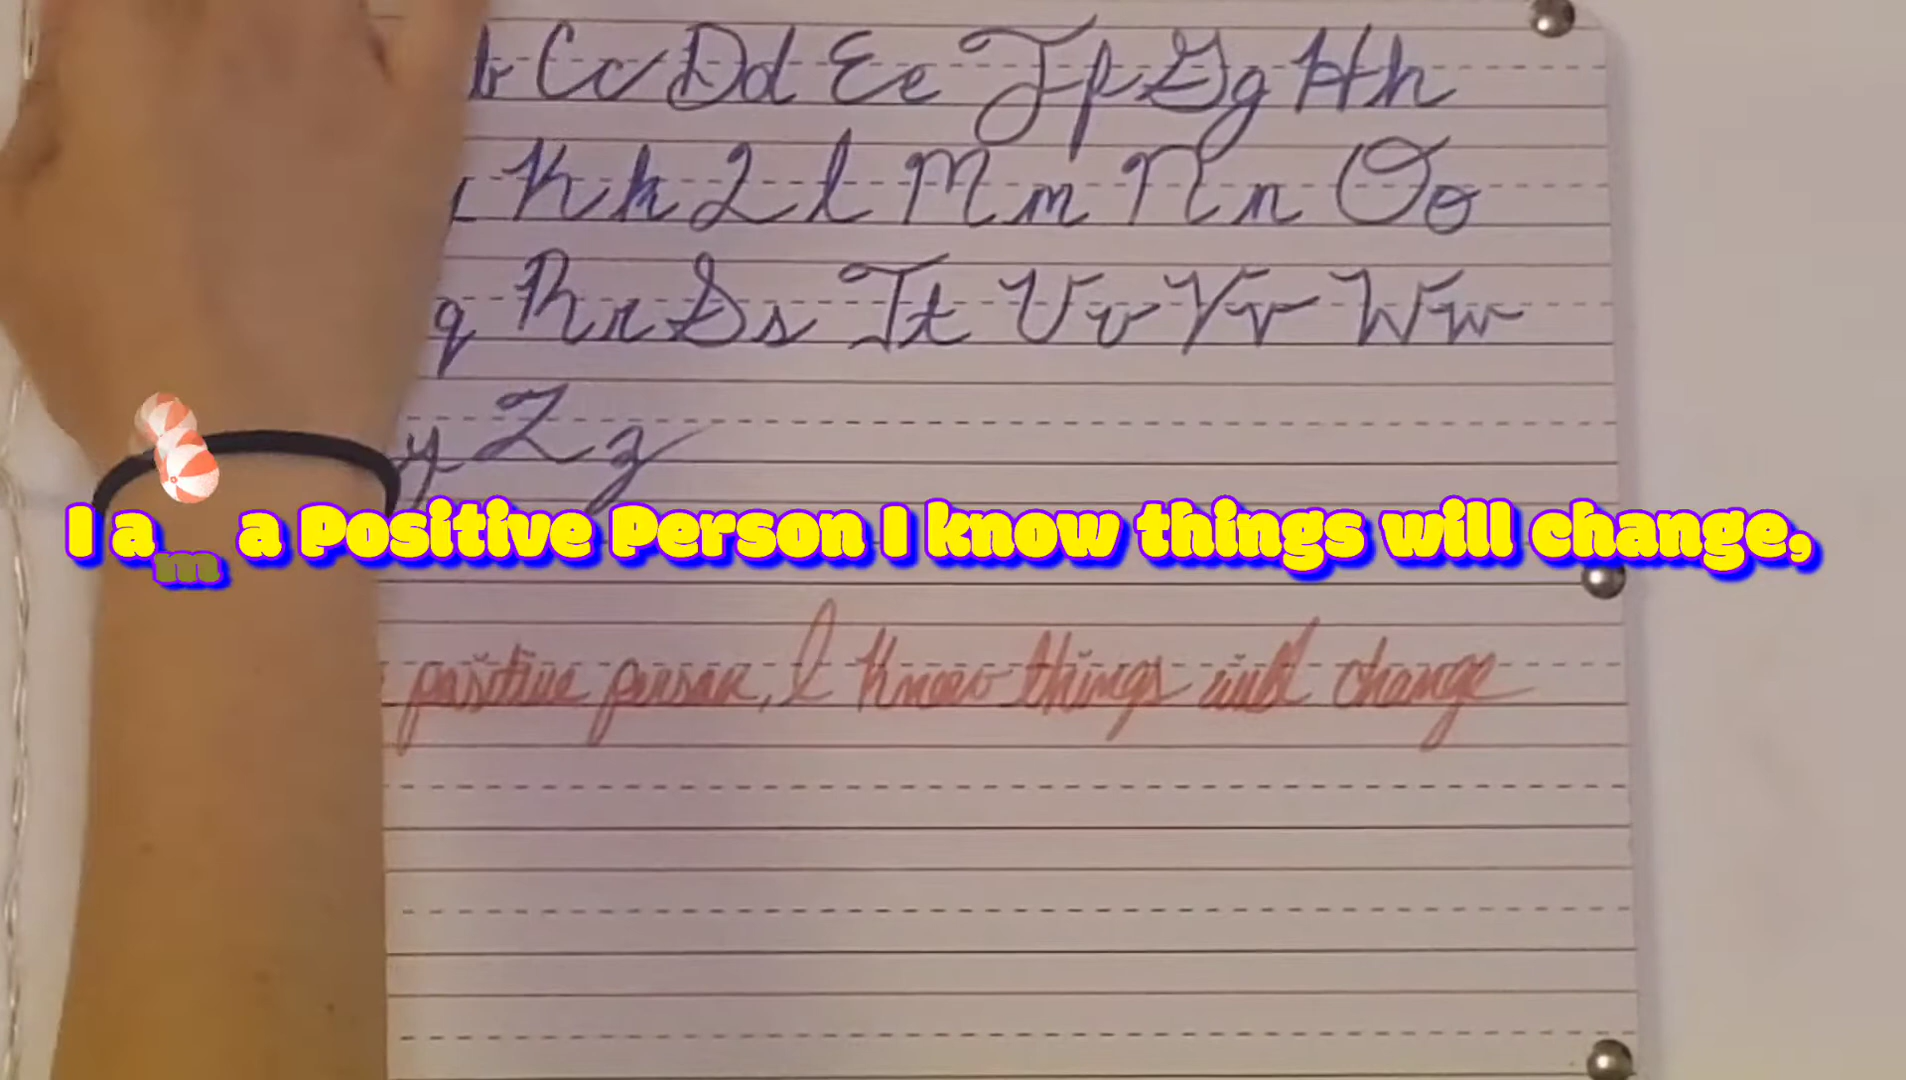 b Cc Dd Ee Ff Gg Hh
Kk Ll Mm Nn Oo
q Rr Ss Tt Uu Vv Ww
y Zz
I am a Positive Person I know things will change,
positive person, I know things will change